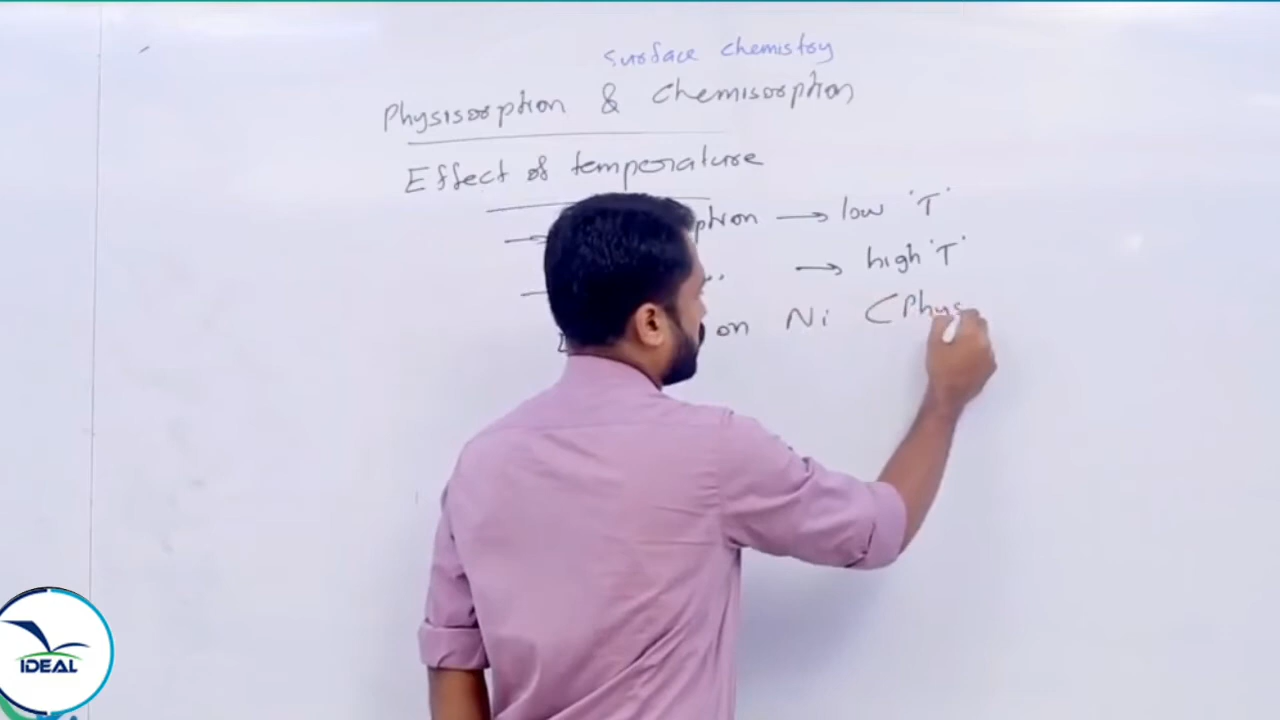 surface chemistry
Physisorption & chemisorption
Effect of temperature
→ ption → low 'T'
→ high 'T'
on Ni (Phys
IDEAL